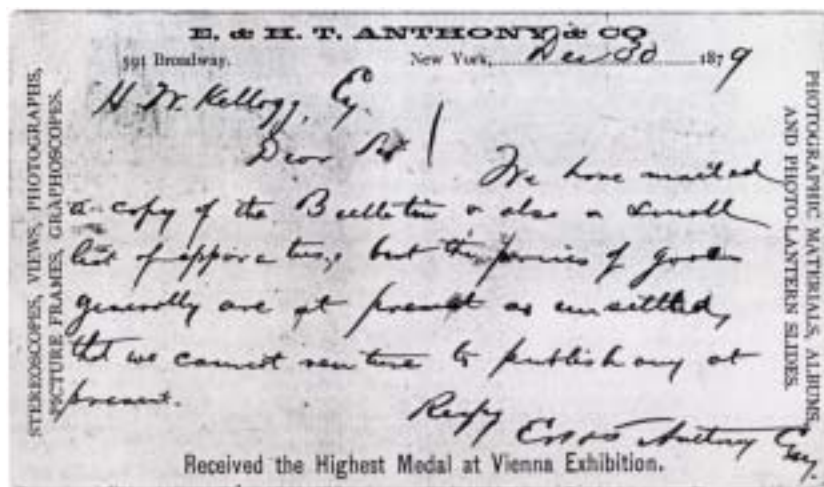 E. & H. T. ANTHONY & CO
591 Broadway. New York, Dec 30 1879
H. W. Kellogg, Esq.
Dear Sir
We have mailed
a copy of the Bulletin & also a small
list of apparatus, but the prices of goods
generally are at present so unsettled,
that we cannot venture to publish any at
present.
Respy
E & H T Anthony & Co
Received the Highest Medal at Vienna Exhibition.
STEREOSCOPES, VIEWS, PHOTOGRAPHS,
PICTURE FRAMES, GRAPHOSCOPES.
PHOTOGRAPHIC MATERIALS, ALBUMS,
AND PHOTO-LANTERN SLIDES.